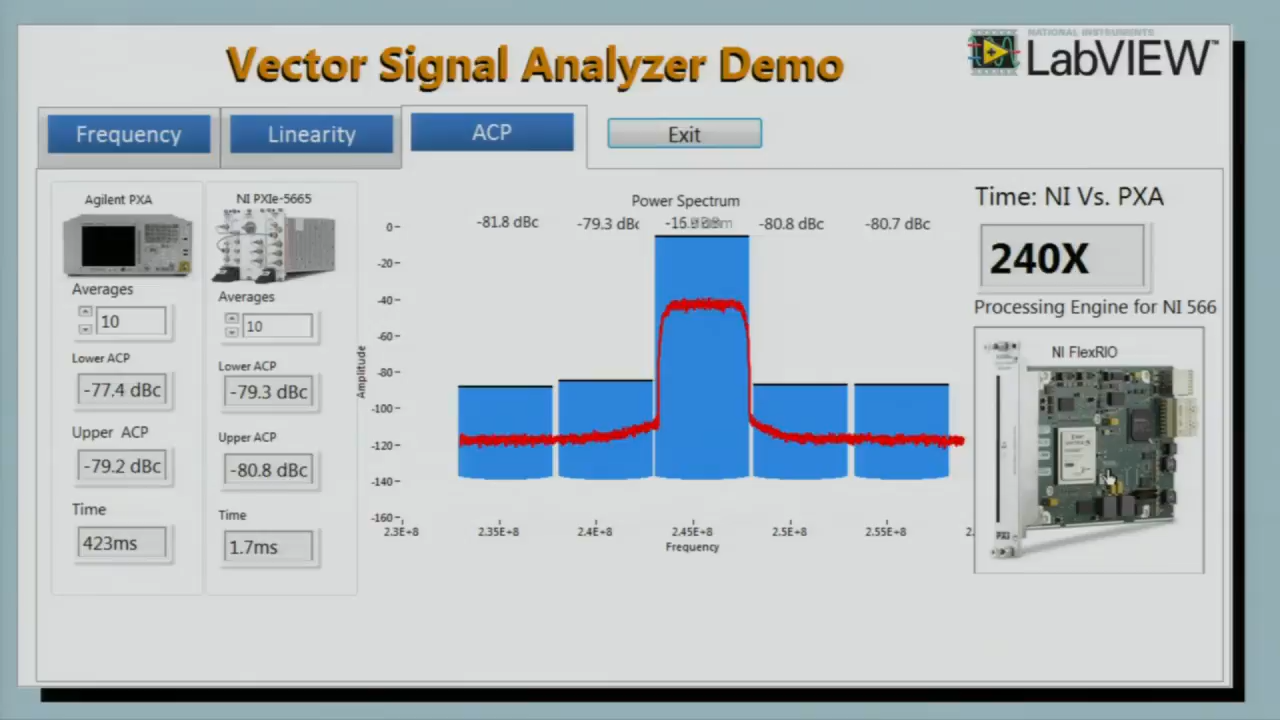 Vector Signal Analyzer Demo
NATIONAL INSTRUMENTS
LabVIEW™
Frequency
Linearity
ACP
Exit
Agilent PXA
Averages
10
Lower ACP
-77.4 dBc
Upper ACP
-79.2 dBc
Time
423ms
NI PXIe-5665
Averages
10
Lower ACP
-79.3 dBc
Upper ACP
-80.8 dBc
Time
1.7ms
Power Spectrum
-81.8 dBc
-79.3 dBc
-80.8 dBc
-80.7 dBc
Amplitude
0
-20
-40
-60
-80
-100
-120
-140
-160
2.3E+8
2.35E+8
2.4E+8
2.45E+8
2.5E+8
2.55E+8
2.
Frequency
Time: NI Vs. PXA
240X
Processing Engine for NI 566
NI FlexRIO